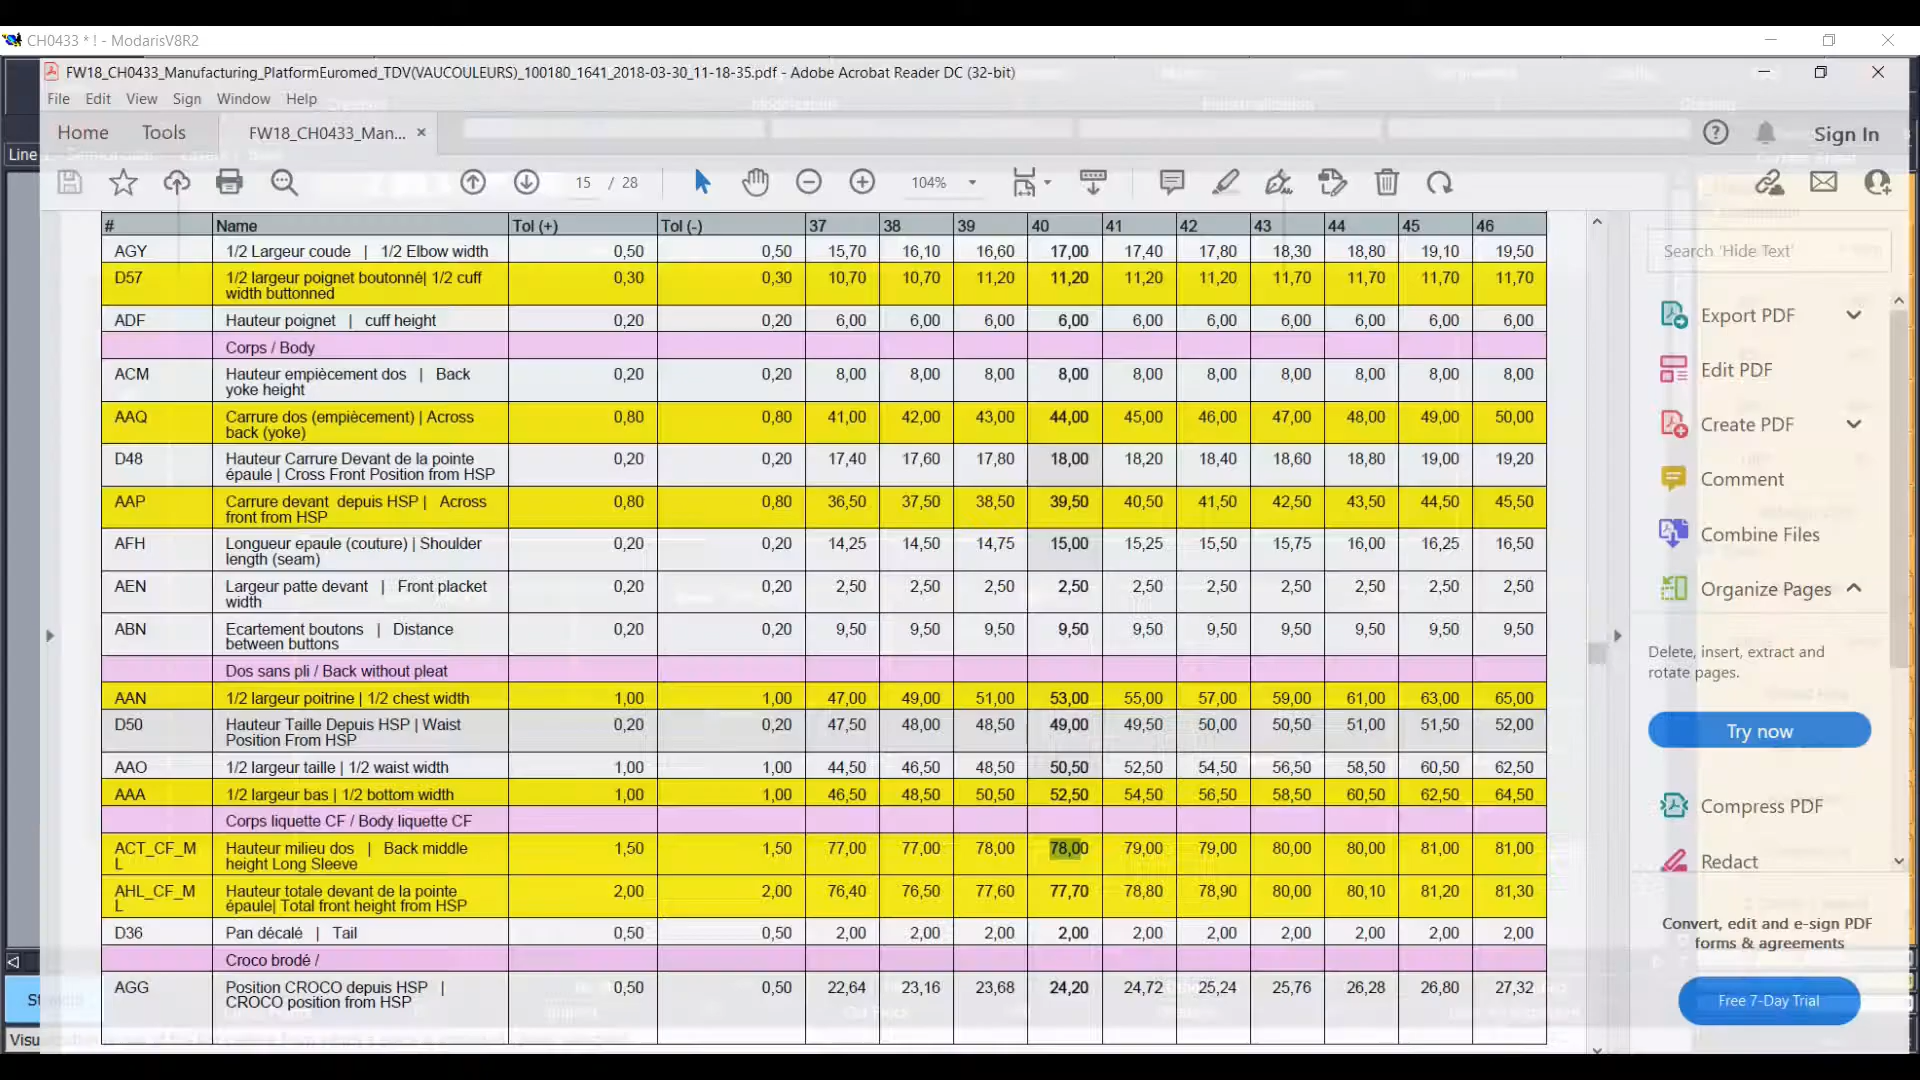 CH0433 * ! - ModarisV8R2
FW18_CH0433_Manufacturing_PlatformEuromed_TDV(VAUCOULEURS)_100180_1641_2018-03-30_11-18-35.pdf - Adobe Acrobat Reader DC (32-bit)
File Edit View Sign Window Help
Home Tools FW18_CH0433_Man... × Sign In
Line
15 / 28 104%
# Name Tol (+) Tol (-) 37 38 39 40 41 42 43 44 45 46
AGY 1/2 Largeur coude | 1/2 Elbow width 0,50 0,50 15,70 16,10 16,60 17,00 17,40 17,80 18,30 18,80 19,10 19,50
D57 1/2 largeur poignet boutonné| 1/2 cuff 0,30 0,30 10,70 10,70 11,20 11,20 11,20 11,20 11,70 11,70 11,70 11,70
width buttonned
ADF Hauteur poignet | cuff height 0,20 0,20 6,00 6,00 6,00 6,00 6,00 6,00 6,00 6,00 6,00 6,00
Corps / Body
ACM Hauteur empiècement dos | Back 0,20 0,20 8,00 8,00 8,00 8,00 8,00 8,00 8,00 8,00 8,00 8,00
yoke height
AAQ Carrure dos (empiècement) | Across 0,80 0,80 41,00 42,00 43,00 44,00 45,00 46,00 47,00 48,00 49,00 50,00
back (yoke)
D48 Hauteur Carrure Devant de la pointe 0,20 0,20 17,40 17,60 17,80 18,00 18,20 18,40 18,60 18,80 19,00 19,20
épaule | Cross Front Position from HSP
AAP Carrure devant depuis HSP | Across 0,80 0,80 36,50 37,50 38,50 39,50 40,50 41,50 42,50 43,50 44,50 45,50
front from HSP
AFH Longueur epaule (couture) | Shoulder 0,20 0,20 14,25 14,50 14,75 15,00 15,25 15,50 15,75 16,00 16,25 16,50
length (seam)
AEN Largeur patte devant | Front placket 0,20 0,20 2,50 2,50 2,50 2,50 2,50 2,50 2,50 2,50 2,50 2,50
width
ABN Ecartement boutons | Distance 0,20 0,20 9,50 9,50 9,50 9,50 9,50 9,50 9,50 9,50 9,50 9,50
between buttons
Dos sans pli / Back without pleat
AAN 1/2 largeur poitrine | 1/2 chest width 1,00 1,00 47,00 49,00 51,00 53,00 55,00 57,00 59,00 61,00 63,00 65,00
D50 Hauteur Taille Depuis HSP | Waist 0,20 0,20 47,50 48,00 48,50 49,00 49,50 50,00 50,50 51,00 51,50 52,00
Position From HSP
AAO 1/2 largeur taille | 1/2 waist width 1,00 1,00 44,50 46,50 48,50 50,50 52,50 54,50 56,50 58,50 60,50 62,50
AAA 1/2 largeur bas | 1/2 bottom width 1,00 1,00 46,50 48,50 50,50 52,50 54,50 56,50 58,50 60,50 62,50 64,50
Corps liquette CF / Body liquette CF
ACT_CF_M Hauteur milieu dos | Back middle 1,50 1,50 77,00 77,00 78,00 78,00 79,00 79,00 80,00 80,00 81,00 81,00
L height Long Sleeve
AHL_CF_M Hauteur totale devant de la pointe 2,00 2,00 76,40 76,50 77,60 77,70 78,80 78,90 80,00 80,10 81,20 81,30
L épaule| Total front height from HSP
D36 Pan décalé | Tail 0,50 0,50 2,00 2,00 2,00 2,00 2,00 2,00 2,00 2,00 2,00 2,00
Croco brodé /
AGG Position CROCO depuis HSP | 0,50 0,50 22,64 23,16 23,68 24,20 24,72 25,24 25,76 26,28 26,80 27,32
CROCO position from HSP
Search 'Hide Text'
Export PDF
Edit PDF
Create PDF
Comment
Combine Files
Organize Pages
Delete, insert, extract and
rotate pages.
Try now
Compress PDF
Redact
Convert, edit and e-sign PDF
forms & agreements
Free 7-Day Trial
St
Visu